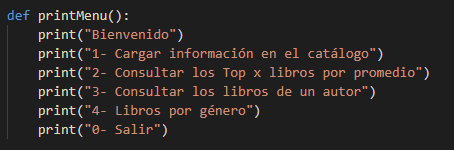 def printMenu():
    print("Bienvenido")
    print("1- Cargar información en el catálogo")
    print("2- Consultar los Top x libros por promedio")
    print("3- Consultar los libros de un autor")
    print("4- Libros por género")
    print("0- Salir")